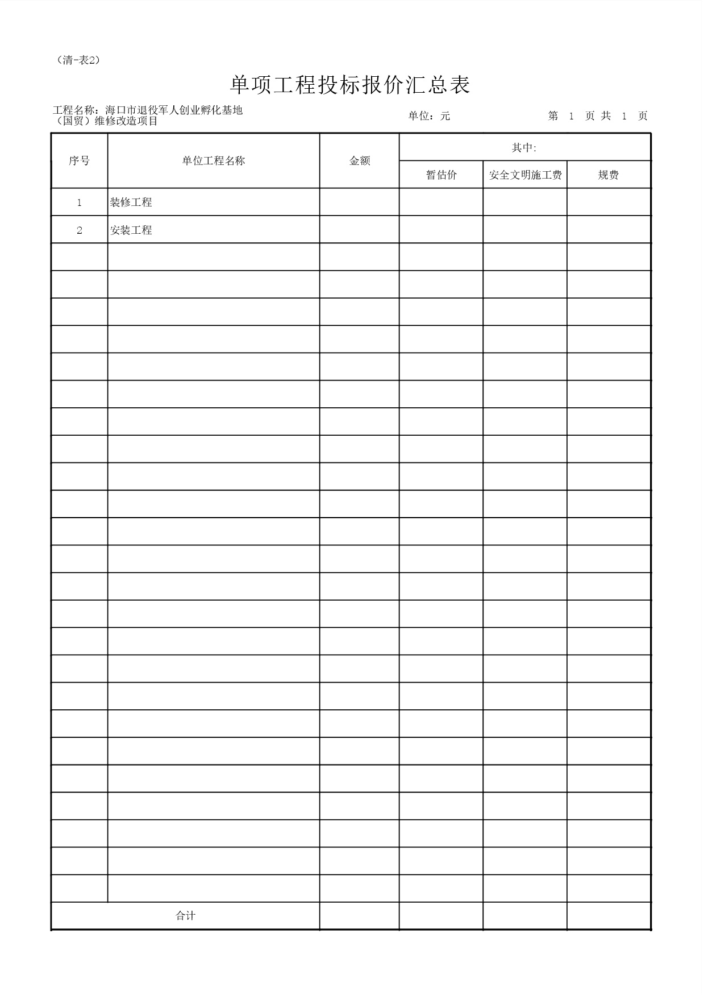 （清-表2）
单项工程投标报价汇总表
工程名称：海口市退役军人创业孵化基地
（国贸）维修改造项目
单位：元
第 1 页 共 1 页
序号 单位工程名称 金额 其中:
暂估价 安全文明施工费 规费
1 装修工程
2 安装工程
合计